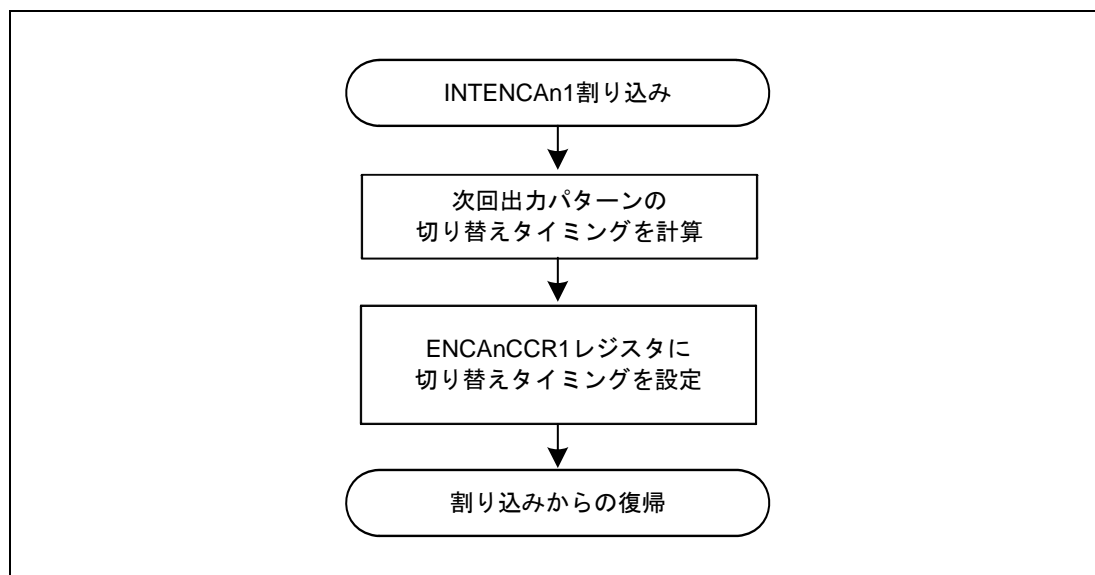 INTENCAn1割り込み
次回出力パターンの
切り替えタイミングを計算
ENCAnCCR1レジスタに
切り替えタイミングを設定
割り込みからの復帰